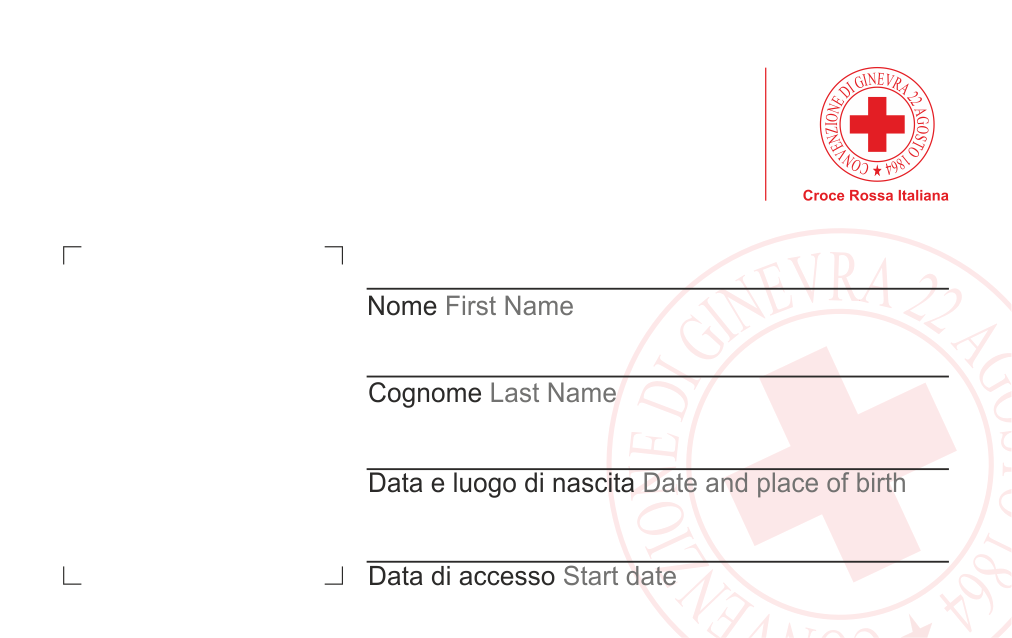 CONVENZIONE DI GINEVRA 22 AGOSTO 1864
Croce Rossa Italiana
Nome First Name
Cognome Last Name
Data e luogo di nascita Date and place of birth
Data di accesso Start date
CONVENZIONE DI GINEVRA 22 AGOSTO 1864